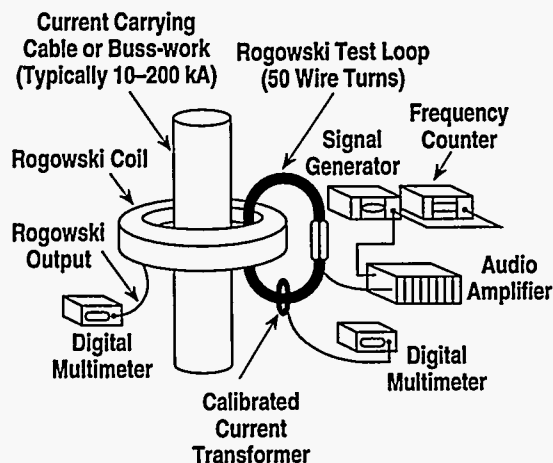 Current Carrying
Cable or Buss-work
(Typically 10–200 kA)
Rogowski Test Loop
(50 Wire Turns)
Signal
Generator
Frequency
Counter
Rogowski Coil
Rogowski
Output
Audio
Amplifier
Digital
Multimeter
Digital
Multimeter
Calibrated
Current
Transformer